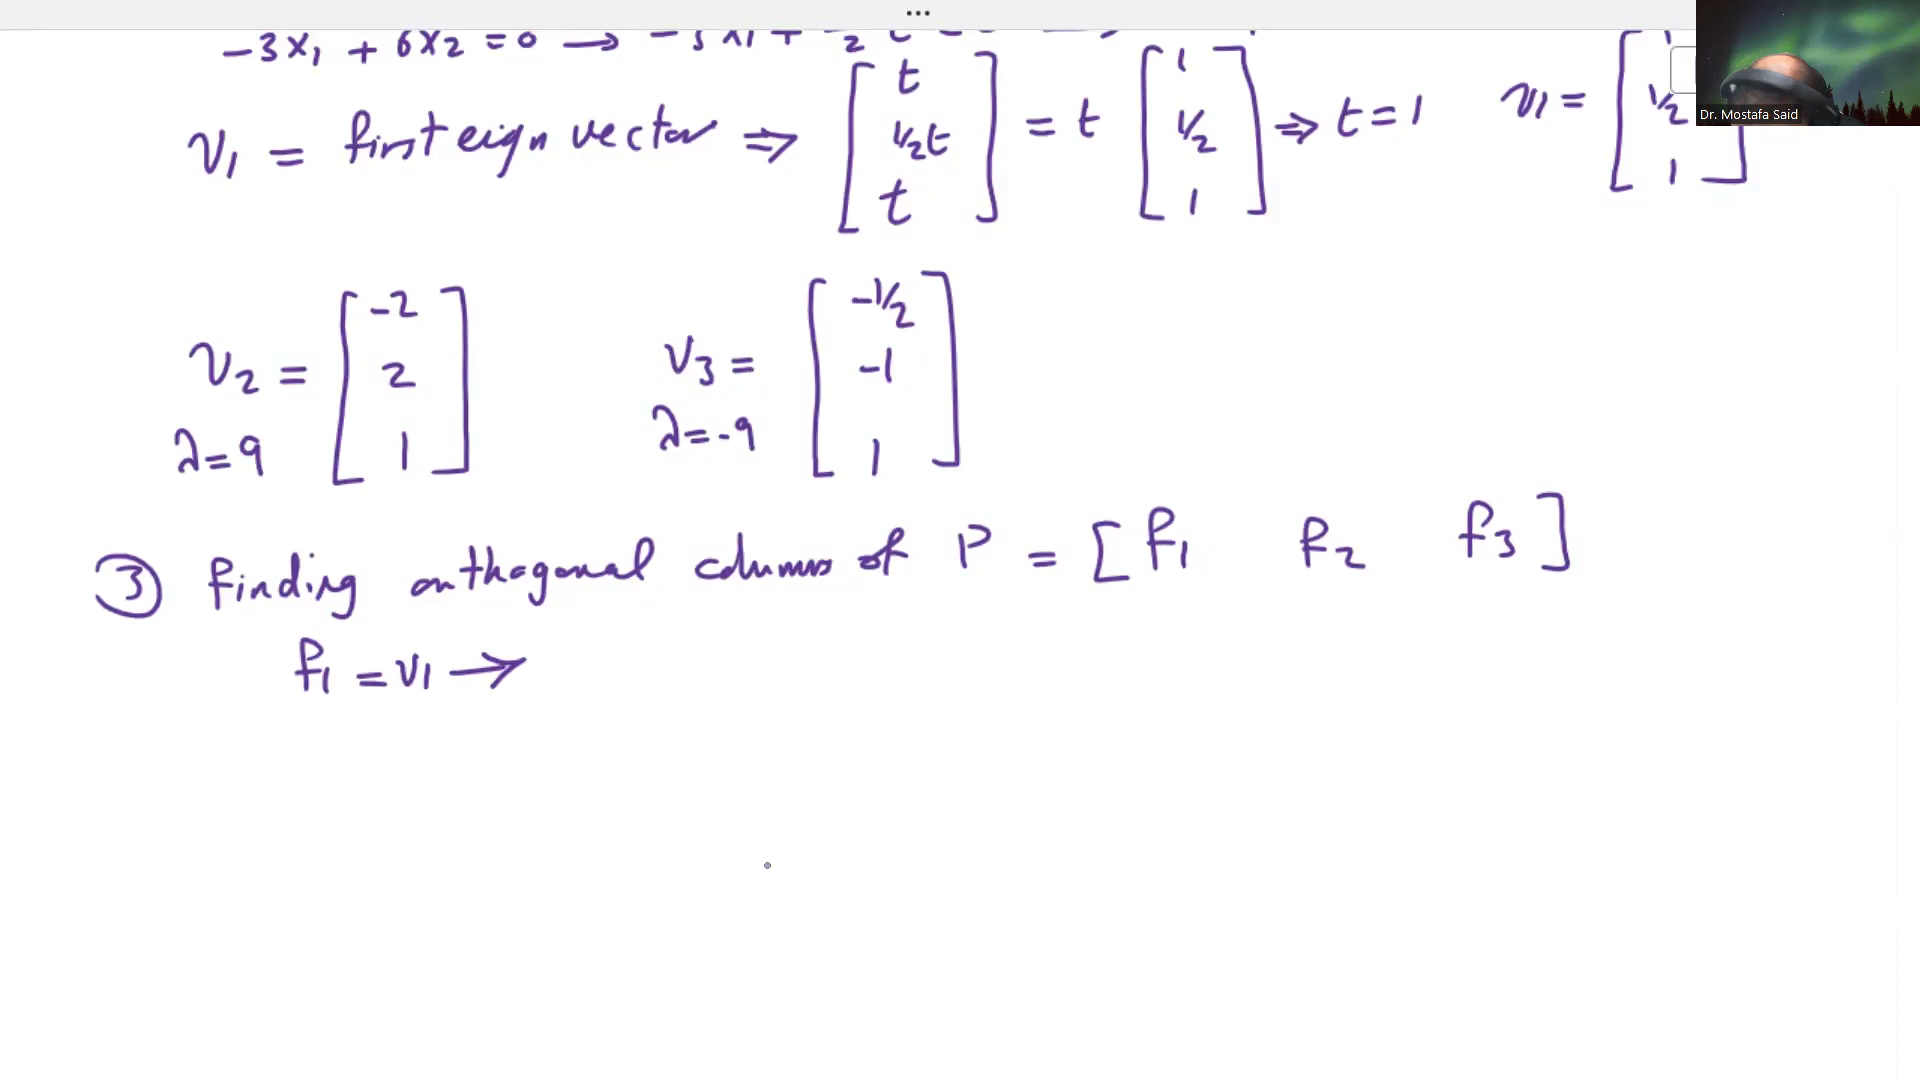 ...
-3x₁ + 6x₂ = 0 →
v₁ = first eign vector ⇒ [t ½t t] = t [1 ½ 1] ⇒ t = 1 v₁ = [ ½ 1]
Dr. Mostafa Said
v₂ = [-2 2 1] v₃ = [-½ -1 1]
λ = 9 λ = -9
③ Finding orthagonal columns of P = [f₁ f₂ f₃]
f₁ = v₁ →